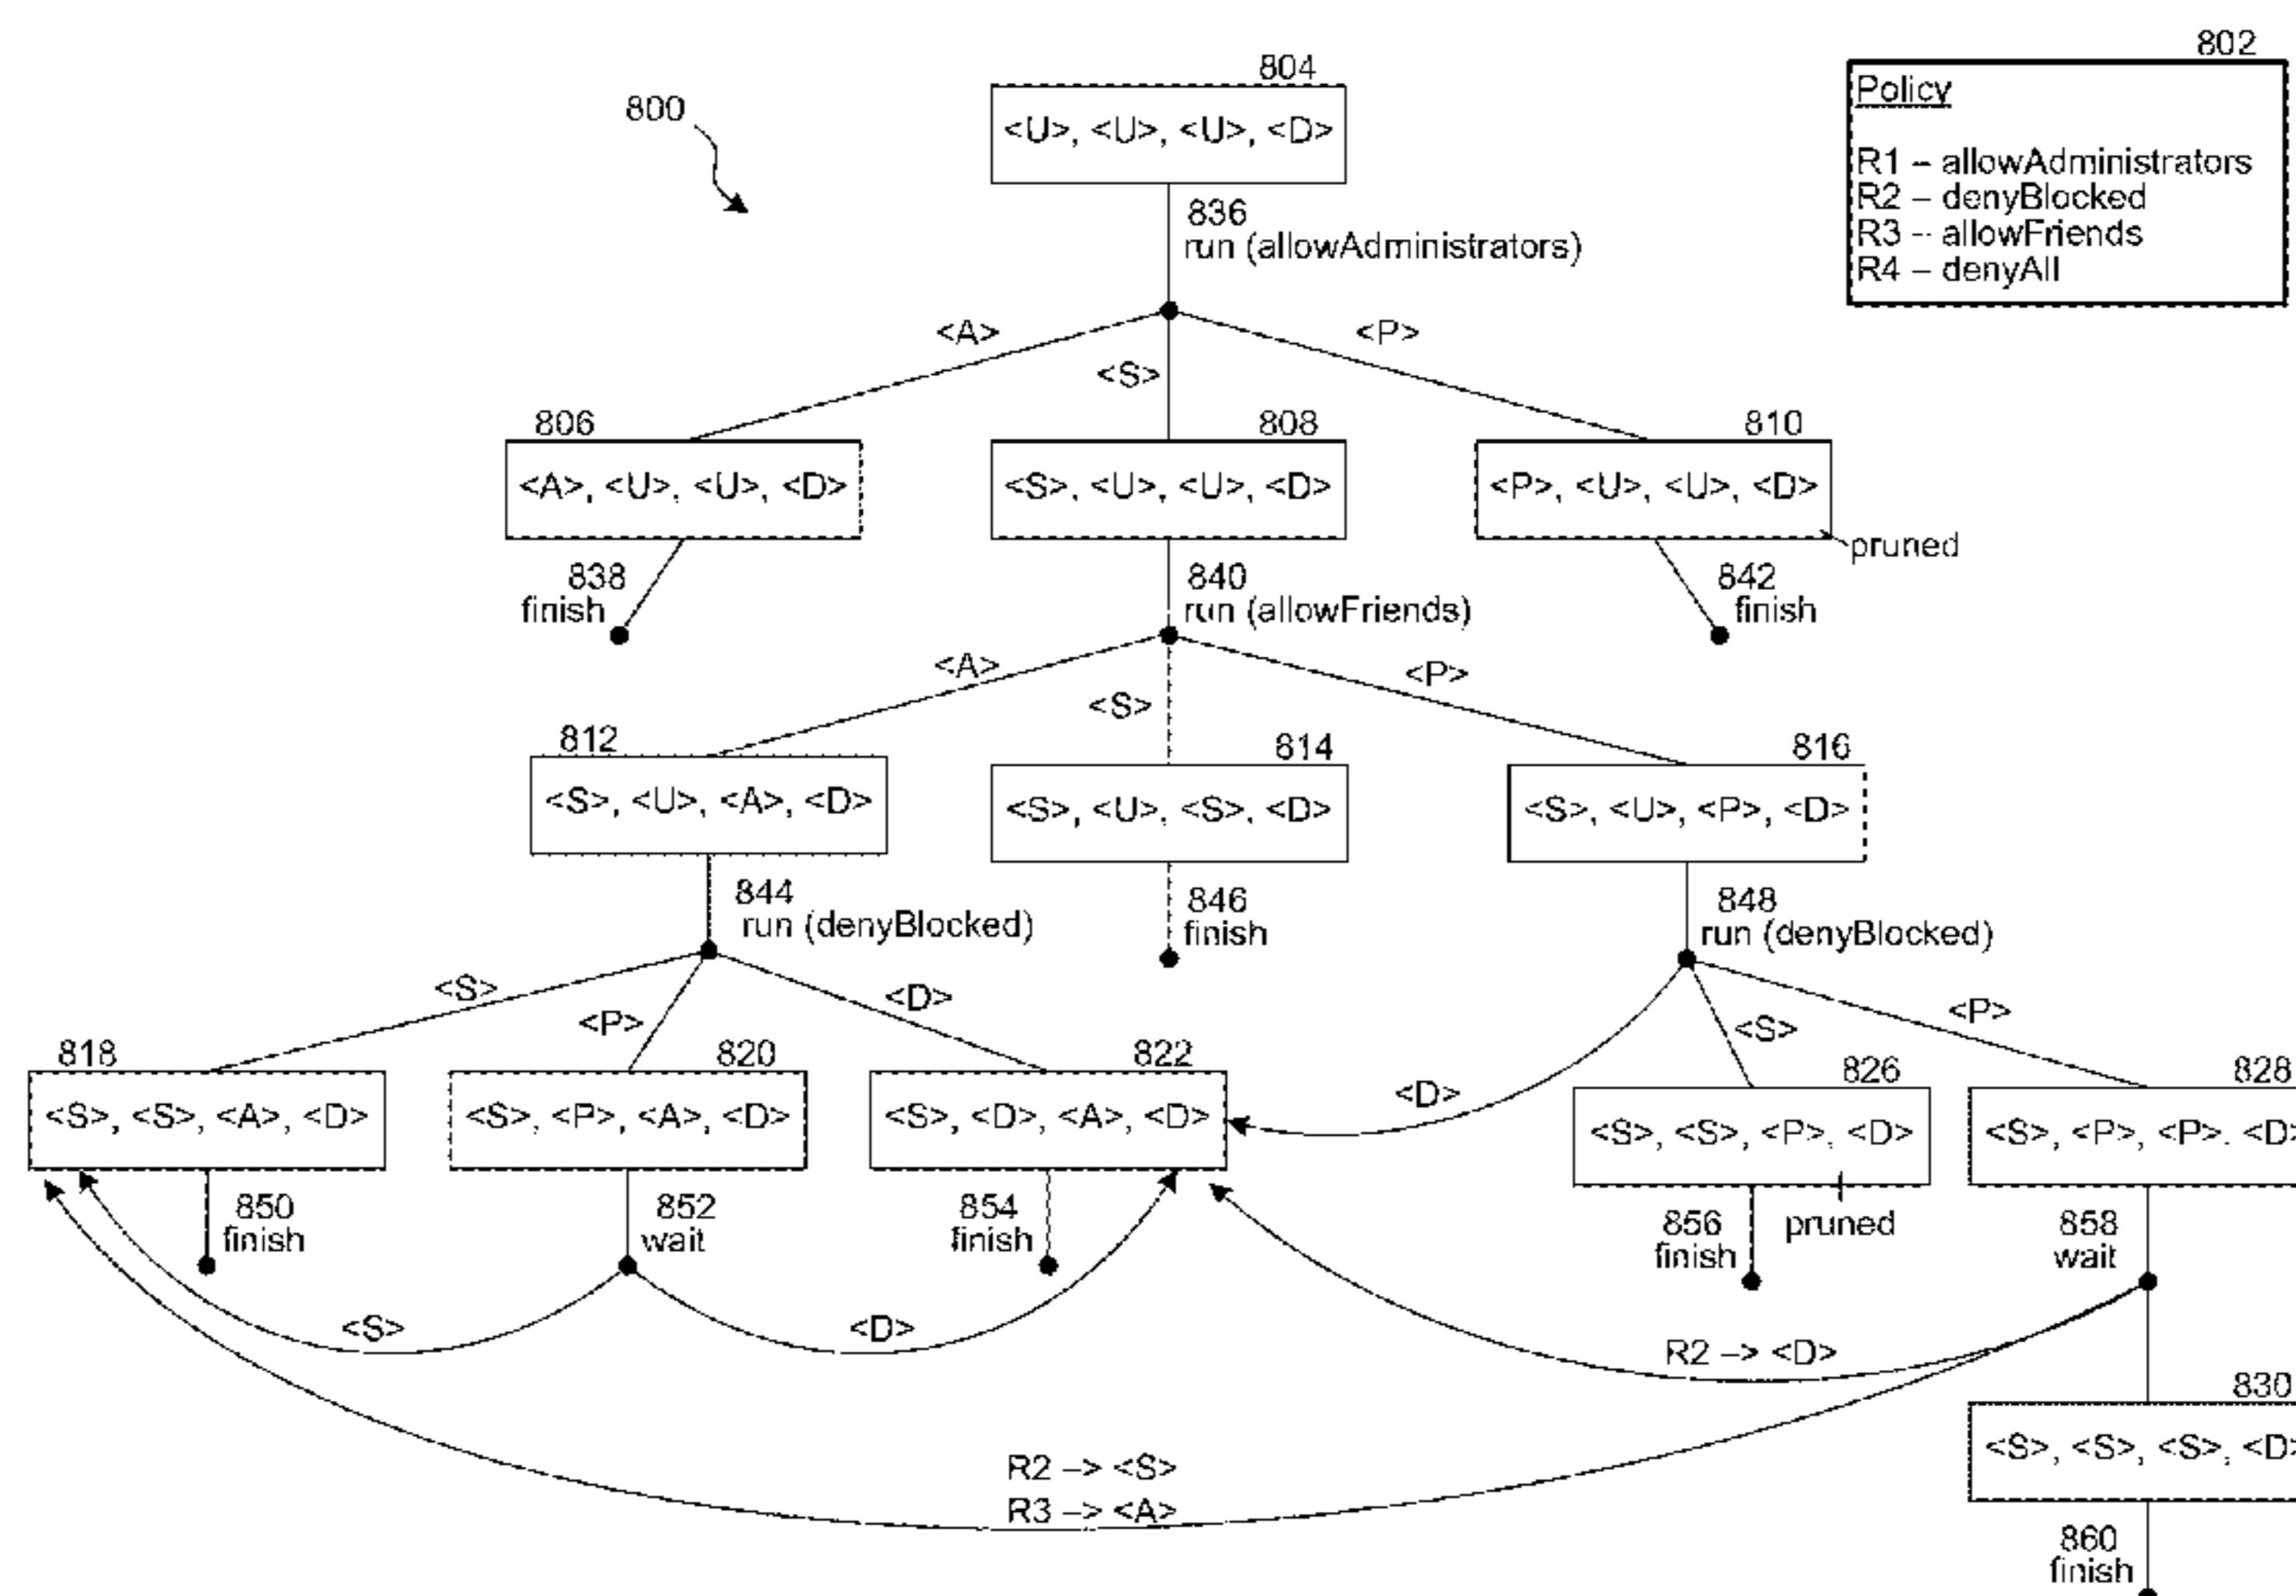 802
Policy
R1 – allowAdministrators
R2 – denyBlocked
R3 – allowFriends
R4 – denyAll
800
804
<U>, <U>, <U>, <D>
836
run (allowAdministrators)
<A>
<S>
<P>
806
<A>, <U>, <U>, <D>
808
<S>, <U>, <U>, <D>
810
<P>, <U>, <U>, <D>
pruned
838
finish
840
run (allowFriends)
842
finish
<A>
<S>
<P>
812
<S>, <U>, <A>, <D>
814
<S>, <U>, <S>, <D>
816
<S>, <U>, <P>, <D>
844
run (denyBlocked)
846
finish
848
run (denyBlocked)
<S>
<P>
<D>
<D>
<S>
<P>
818
<S>, <S>, <A>, <D>
820
<S>, <P>, <A>, <D>
822
<S>, <D>, <A>, <D>
826
<S>, <S>, <P>, <D>
828
<S>, <P>, <P>, <D>
850
finish
852
wait
854
finish
856
finish
pruned
858
wait
<S>
<D>
R2 –> <D>
R2 –> <S>
R3 –> <A>
830
<S>, <S>, <S>, <D>
860
finish